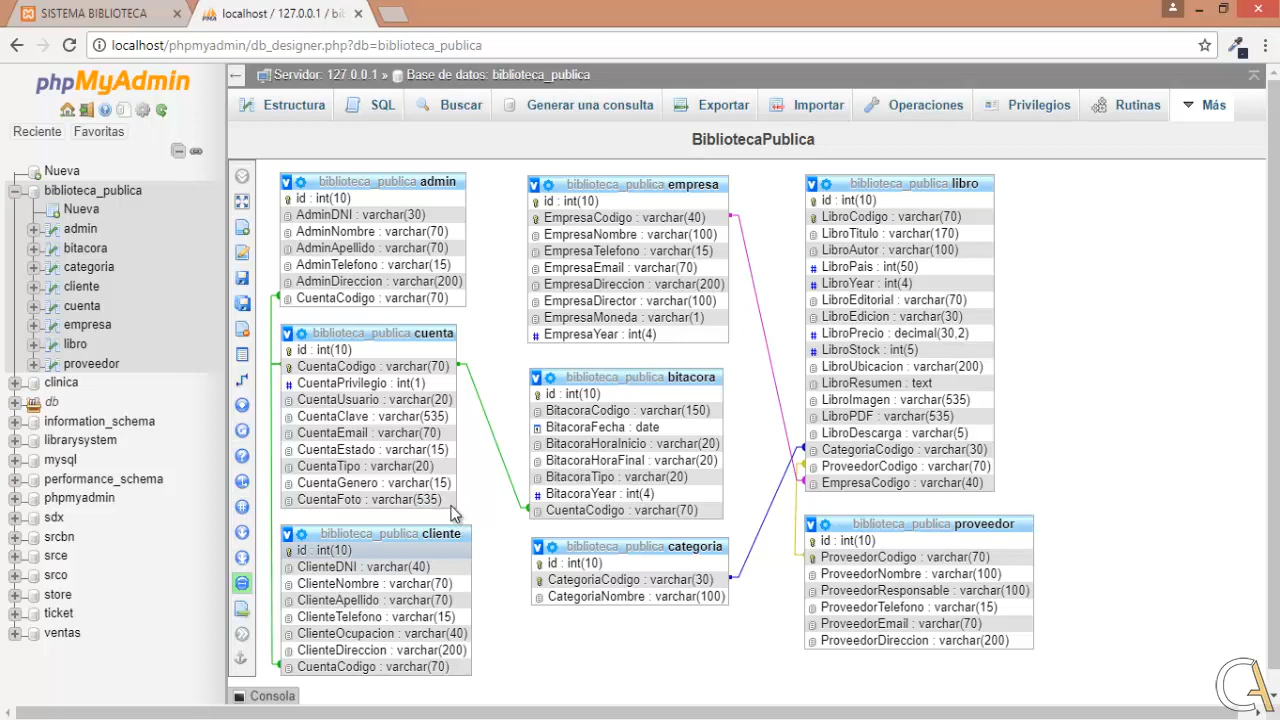 SISTEMA BIBLIOTECA
localhost / 127.0.0.1 / bi
localhost/phpmyadmin/db_designer.php?db=biblioteca_publica
phpMyAdmin
Reciente
Favoritas
Nueva
biblioteca_publica
Nueva
admin
bitacora
categoria
cliente
cuenta
empresa
libro
proveedor
clinica
db
information_schema
librarysystem
mysql
performance_schema
phpmyadmin
sdx
srcbn
srce
srco
store
ticket
ventas
Servidor: 127.0.0.1 » Base de datos: biblioteca_publica
Estructura
SQL
Buscar
Generar una consulta
Exportar
Importar
Operaciones
Privilegios
Rutinas
Más
BibliotecaPublica
biblioteca_publica admin
id : int(10)
AdminDNI : varchar(30)
AdminNombre : varchar(70)
AdminApellido : varchar(70)
AdminTelefono : varchar(15)
AdminDireccion : varchar(200)
CuentaCodigo : varchar(70)
biblioteca_publica cuenta
id : int(10)
CuentaCodigo : varchar(70)
CuentaPrivilegio : int(1)
CuentaUsuario : varchar(20)
CuentaClave : varchar(535)
CuentaEmail : varchar(70)
CuentaEstado : varchar(15)
CuentaTipo : varchar(20)
CuentaGenero : varchar(15)
CuentaFoto : varchar(535)
biblioteca_publica cliente
id : int(10)
ClienteDNI : varchar(40)
ClienteNombre : varchar(70)
ClienteApellido : varchar(70)
ClienteTelefono : varchar(15)
ClienteOcupacion : varchar(40)
ClienteDireccion : varchar(200)
CuentaCodigo : varchar(70)
biblioteca_publica empresa
id : int(10)
EmpresaCodigo : varchar(40)
EmpresaNombre : varchar(100)
EmpresaTelefono : varchar(15)
EmpresaEmail : varchar(70)
EmpresaDireccion : varchar(200)
EmpresaDirector : varchar(100)
EmpresaMoneda : varchar(1)
EmpresaYear : int(4)
biblioteca_publica bitacora
id : int(10)
BitacoraCodigo : varchar(150)
BitacoraFecha : date
BitacoraHoraInicio : varchar(20)
BitacoraHoraFinal : varchar(20)
BitacoraTipo : varchar(20)
BitacoraYear : int(4)
CuentaCodigo : varchar(70)
biblioteca_publica categoria
id : int(10)
CategoriaCodigo : varchar(30)
CategoriaNombre : varchar(100)
biblioteca_publica libro
id : int(10)
LibroCodigo : varchar(70)
LibroTitulo : varchar(170)
LibroAutor : varchar(100)
LibroPais : int(50)
LibroYear : int(4)
LibroEditorial : varchar(70)
LibroEdicion : varchar(30)
LibroPrecio : decimal(30,2)
LibroStock : int(5)
LibroUbicacion : varchar(200)
LibroResumen : text
LibroImagen : varchar(535)
LibroPDF : varchar(535)
LibroDescarga : varchar(5)
CategoriaCodigo : varchar(30)
ProveedorCodigo : varchar(70)
EmpresaCodigo : varchar(40)
biblioteca_publica proveedor
id : int(10)
ProveedorCodigo : varchar(70)
ProveedorNombre : varchar(100)
ProveedorResponsable : varchar(100)
ProveedorTelefono : varchar(15)
ProveedorEmail : varchar(70)
ProveedorDireccion : varchar(200)
Consola
CA